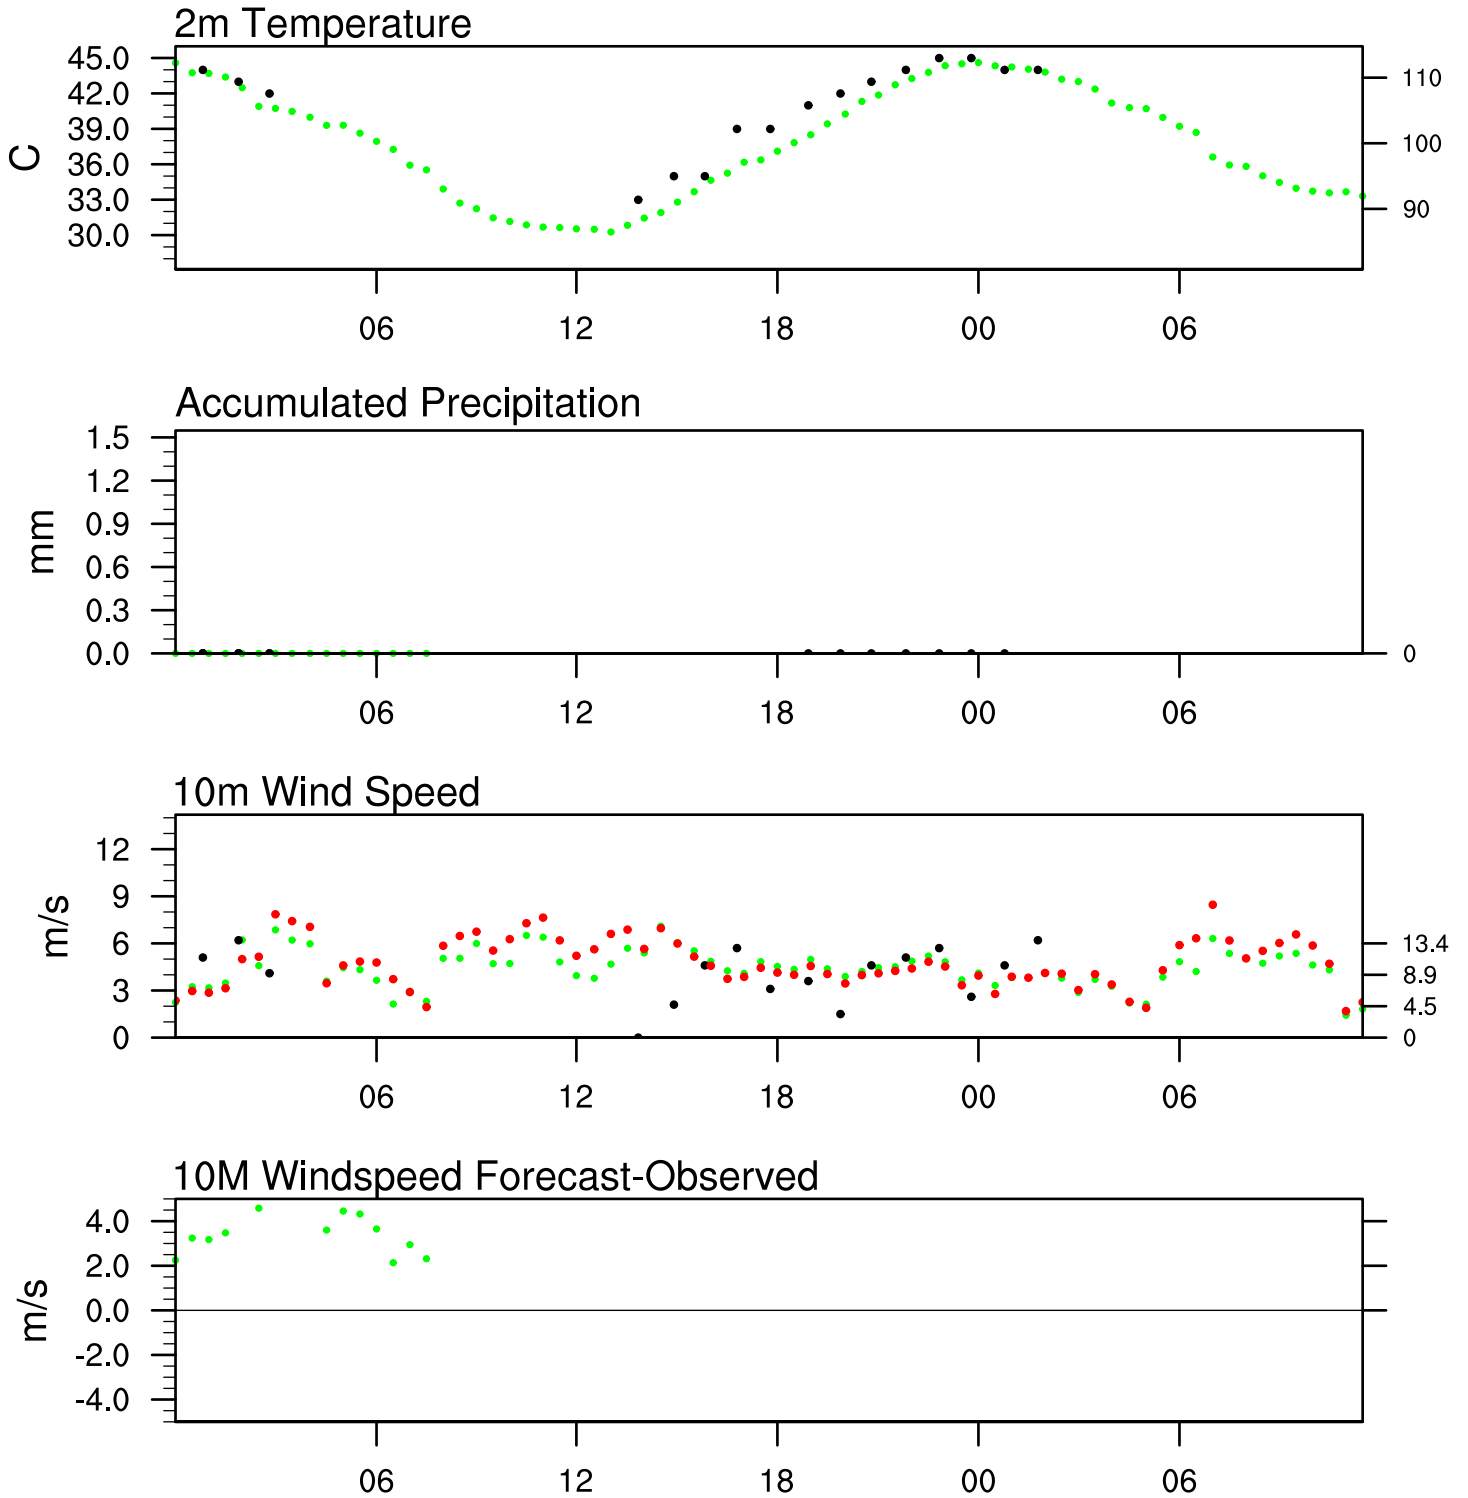 2m Temperature
45.0
42.0
39.0
36.0
33.0
30.0
C
110
100
90
06 12 18 00 06
Accumulated Precipitation
1.5
1.2
0.9
0.6
0.3
0.0
mm
0
06 12 18 00 06
10m Wind Speed
12
9
6
3
0
m/s
13.4
8.9
4.5
0
06 12 18 00 06
10M Windspeed Forecast-Observed
4.0
2.0
0.0
-2.0
-4.0
m/s
06 12 18 00 06